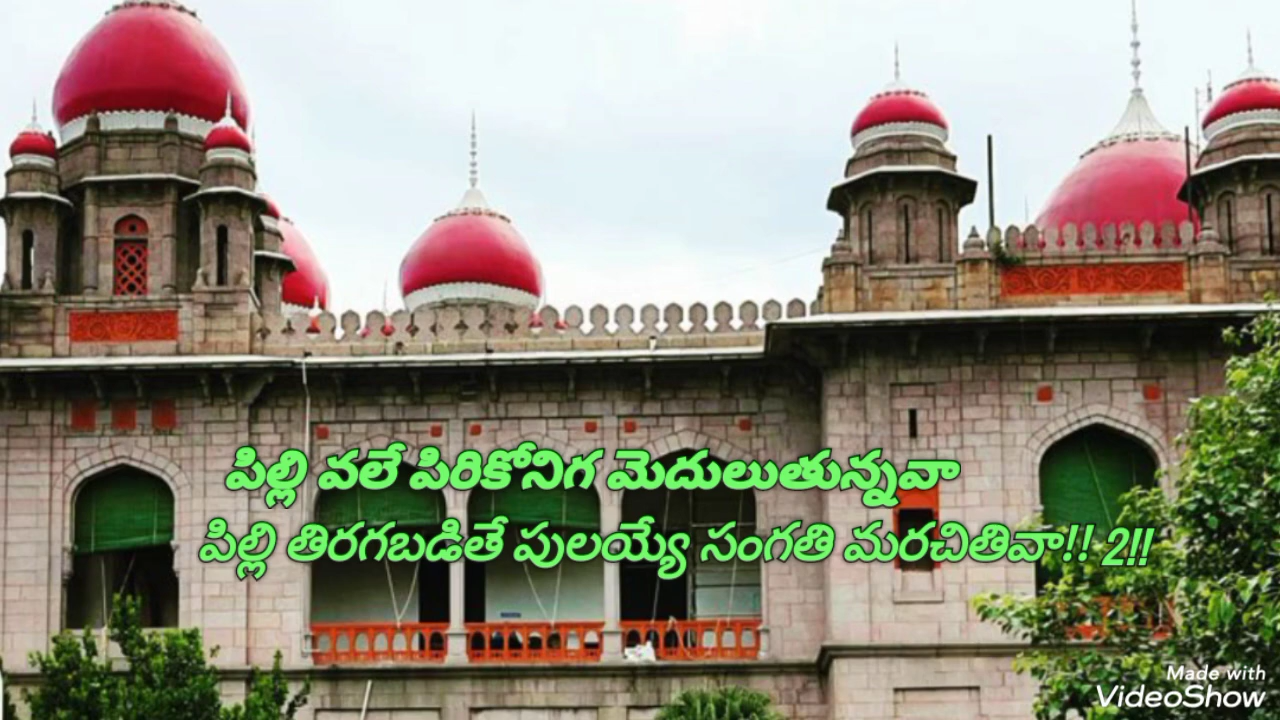 పిల్లి వలే పిరికోనిగ మెదులుతున్నవా
పిల్లి తిరగబడితే పులయ్యే సంగతి మరచితివా!! 2!!
Made with
VideoShow